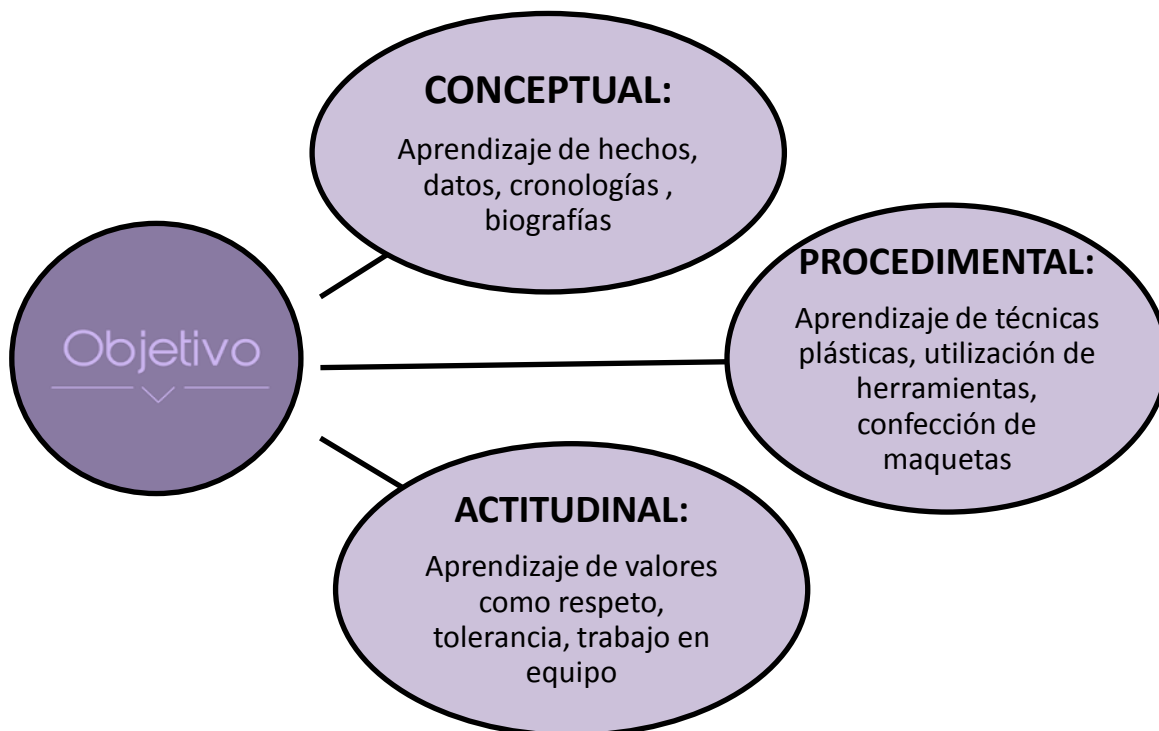 Objetivo
CONCEPTUAL:
Aprendizaje de hechos,
datos, cronologías ,
biografías
PROCEDIMENTAL:
Aprendizaje de técnicas
plásticas, utilización de
herramientas,
confección de
maquetas
ACTITUDINAL:
Aprendizaje de valores
como respeto,
tolerancia, trabajo en
equipo